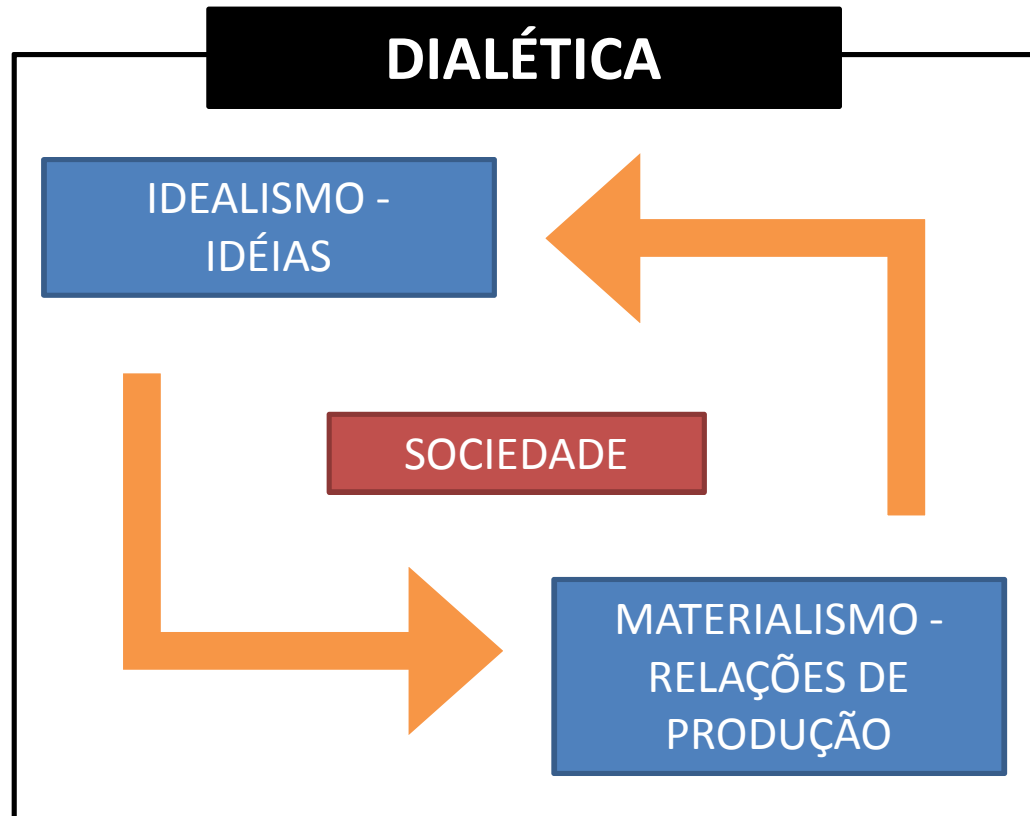 DIALÉTICA
IDEALISMO -
IDÉIAS
SOCIEDADE
MATERIALISMO -
RELAÇÕES DE
PRODUÇÃO